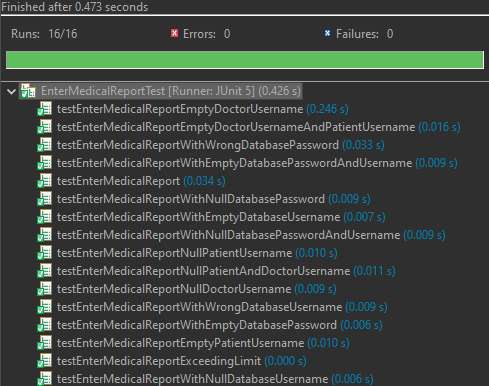 Finished after 0.473 seconds
Runs: 16/16 Errors: 0 Failures: 0
EnterMedicalReportTest [Runner: JUnit 5] (0.426 s)
testEnterMedicalReportEmptyDoctorUsername (0.246 s)
testEnterMedicalReportEmptyDoctorUsernameAndPatientUsername (0.016 s)
testEnterMedicalReportWithWrongDatabasePassword (0.033 s)
testEnterMedicalReportWithEmptyDatabasePasswordAndUsername (0.009 s)
testEnterMedicalReport (0.034 s)
testEnterMedicalReportWithNullDatabasePassword (0.009 s)
testEnterMedicalReportWithEmptyDatabaseUsername (0.007 s)
testEnterMedicalReportWithNullDatabasePasswordAndUsername (0.009 s)
testEnterMedicalReportNullPatientUsername (0.010 s)
testEnterMedicalReportNullPatientAndDoctorUsername (0.011 s)
testEnterMedicalReportNullDoctorUsername (0.009 s)
testEnterMedicalReportWithWrongDatabaseUsername (0.009 s)
testEnterMedicalReportWithEmptyDatabasePassword (0.006 s)
testEnterMedicalReportEmptyPatientUsername (0.010 s)
testEnterMedicalReportExceedingLimit (0.000 s)
testEnterMedicalReportWithNullDatabaseUsername (0.006 s)